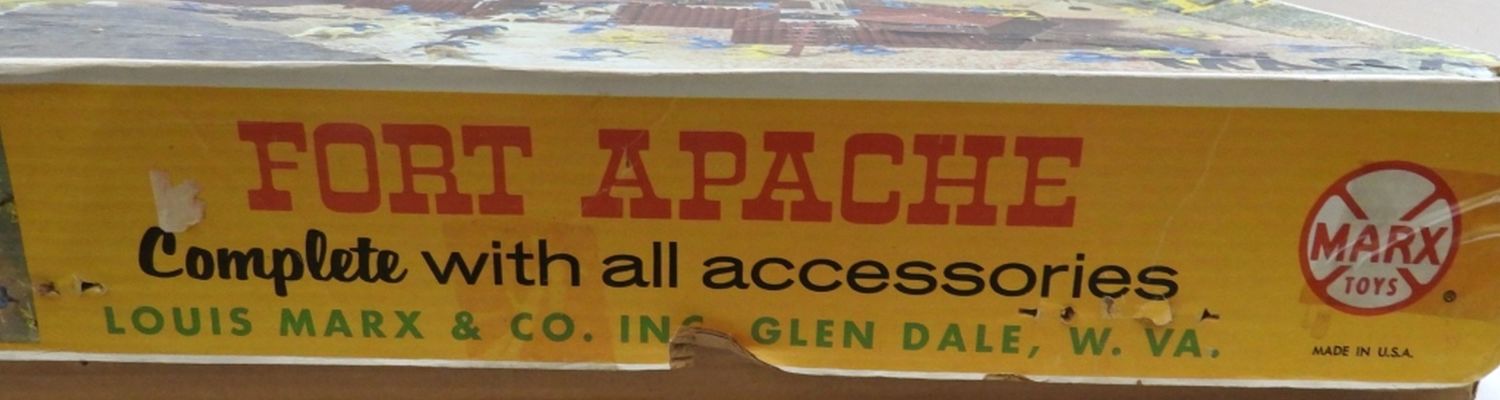 FORT APACHE
Complete with all accessories
LOUIS MARX & CO. INC. GLEN DALE, W. VA.
MARX
TOYS
®
MADE IN U.S.A.